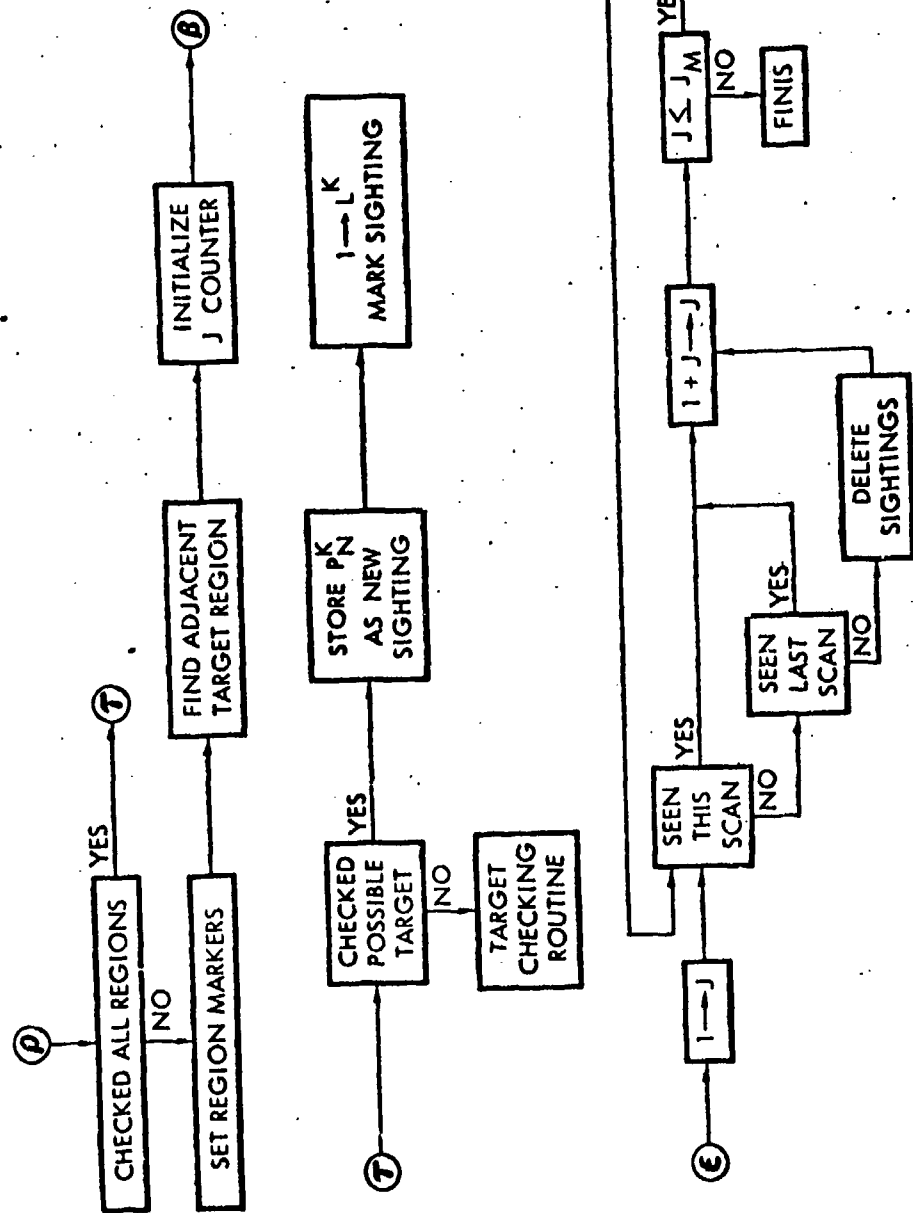 ρ
CHECKED ALL REGIONS
YES
τ
NO
SET REGION MARKERS
FIND ADJACENT
TARGET REGION
INITIALIZE
J COUNTER
β
τ
CHECKED
POSSIBLE
TARGET
YES
NO
TARGET
CHECKING
ROUTINE
STORE P_N^K
AS NEW
SIGHTING
1→L^K
MARK SIGHTING
ε
1→J
SEEN
THIS
SCAN
YES
NO
SEEN
LAST
SCAN
YES
NO
DELETE
SIGHTINGS
1 + J→J
J ≤ J_M
YE
NO
FINIS